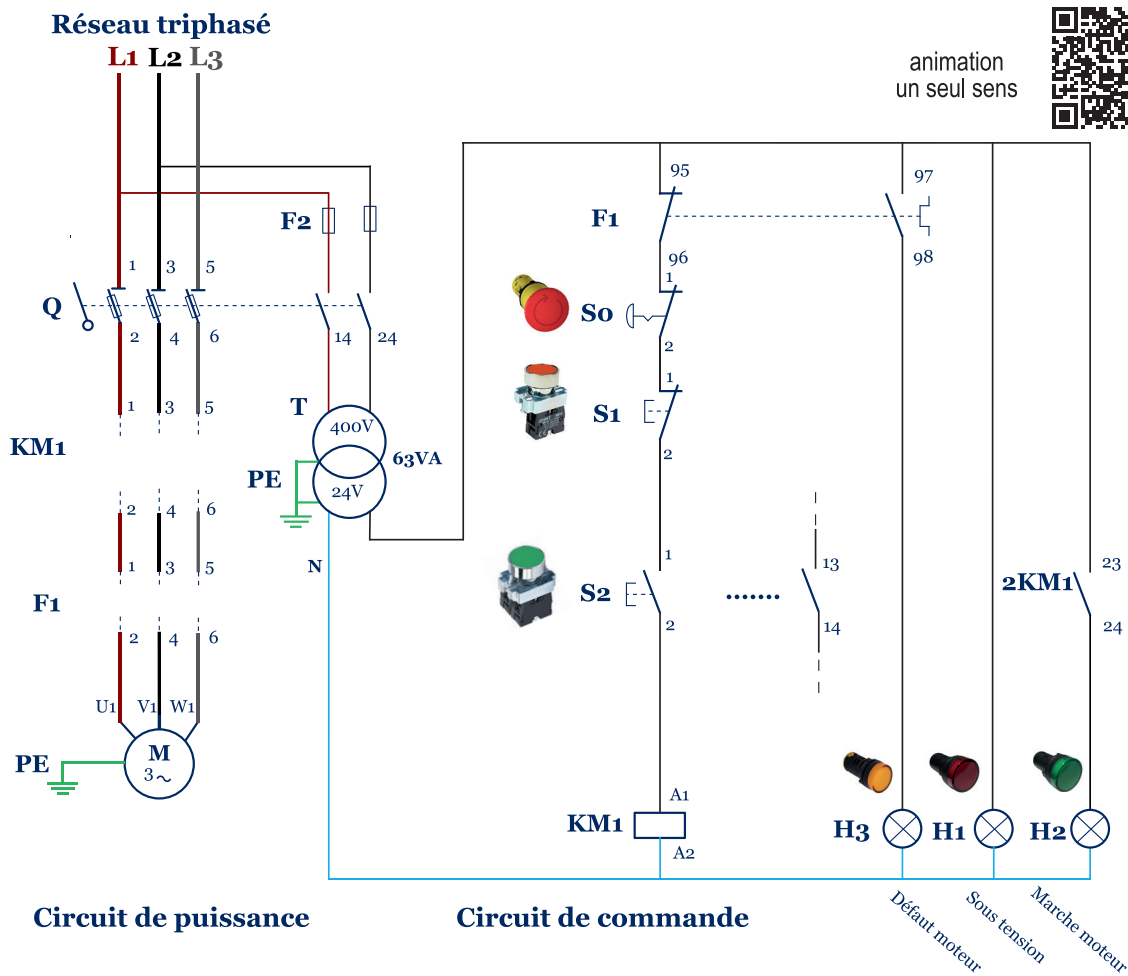 Réseau triphasé
L1 L2 L3
animation
un seul sens
95
97
F2
F1
96
98
1 3 5
1
Q
So
2 4 6
14 24
2
1
1 3 5
T
S1
400V
KM1
63VA
2
PE
24V
2 4 6
1
13
23
N
1 3 5
S2
.......
2KM1
F1
2
14
24
2 4 6
U1 V1 W1
M
3~
PE
A1
KM1
A2
H3 H1 H2
Défaut moteur
Sous tension
Marche moteur
Circuit de puissance
Circuit de commande